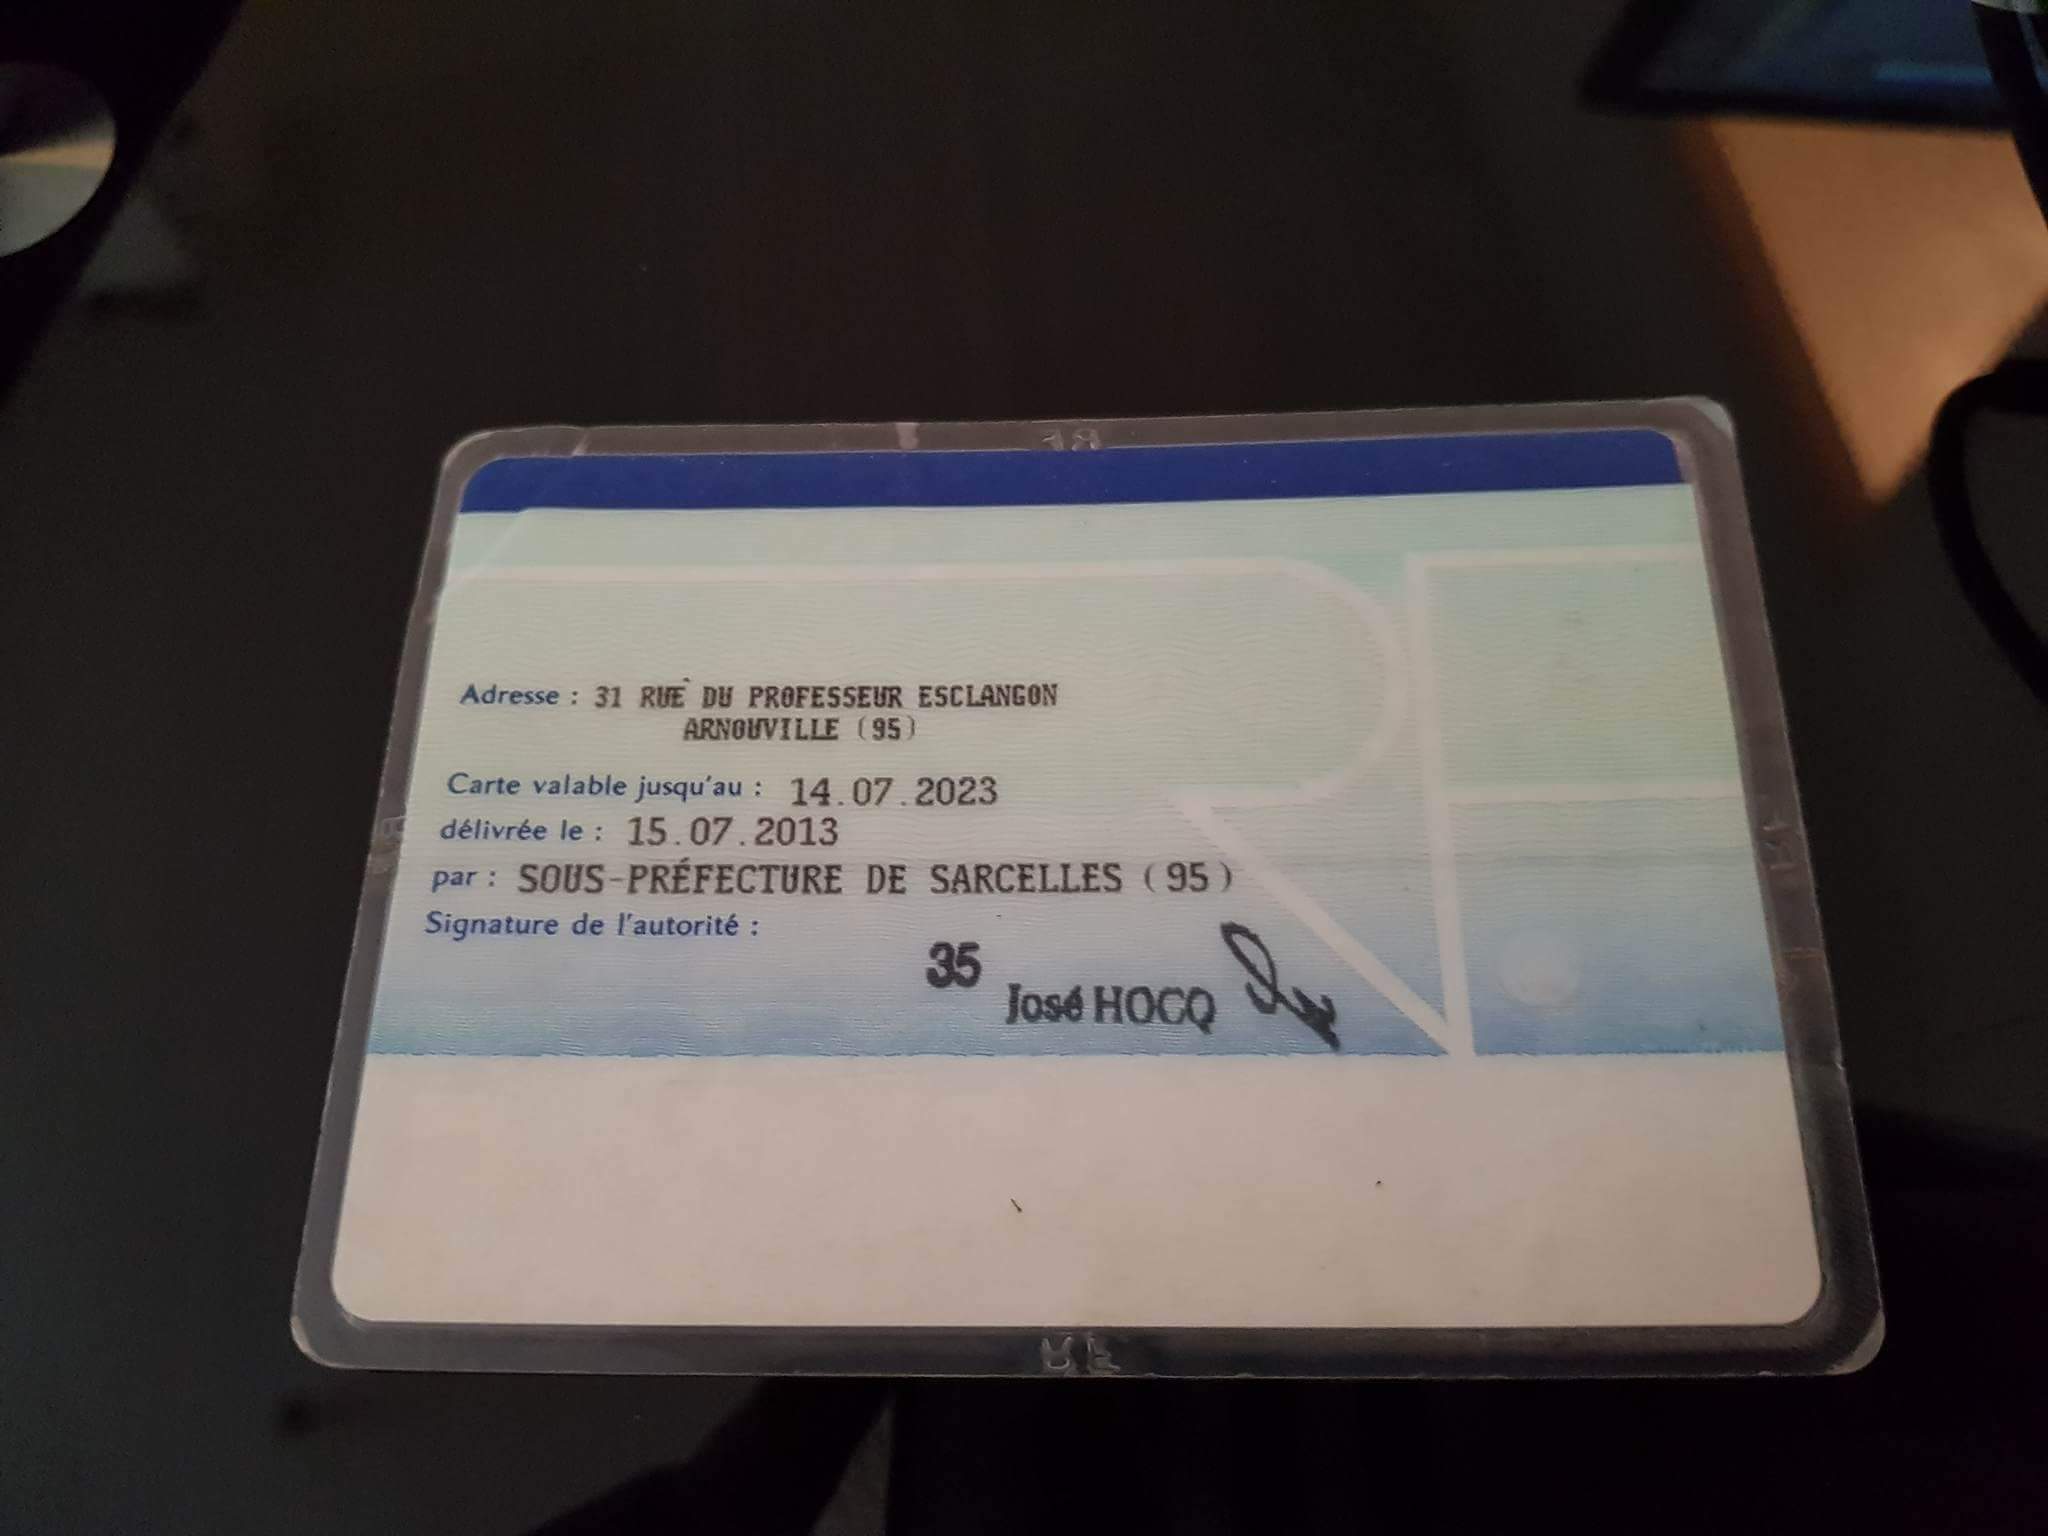 RF
Adresse : 31 RUE DU PROFESSEUR ESCLANGON
ARNOUVILLE (95)
Carte valable jusqu'au : 14.07.2023
délivrée le : 15.07.2013
par : SOUS-PRÉFECTURE DE SARCELLES (95)
Signature de l'autorité :
35
José HOCQ
RF